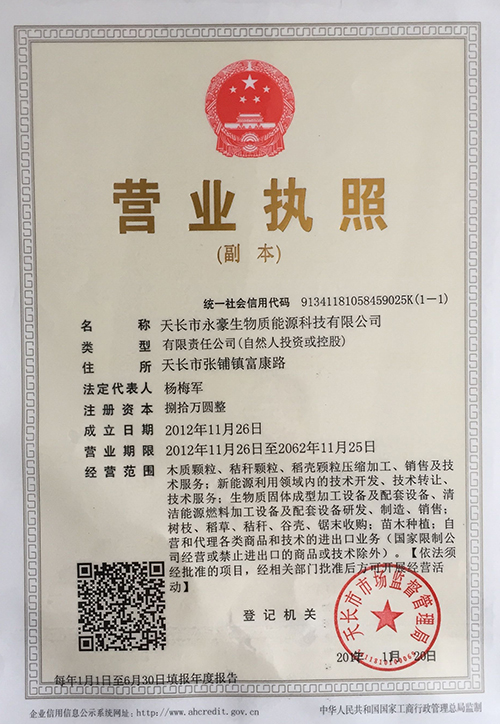 营业执照
(副 本)
统一社会信用代码 91341181058459025K(1-1)
名称 天长市永豪生物质能源科技有限公司
类型 有限责任公司(自然人投资或控股)
住所 天长市张铺镇富康路
法定代表人 杨梅军
注册资本 捌拾万圆整
成立日期 2012年11月26日
营业期限 2012年11月26日至2062年11月25日
经营范围 木质颗粒、秸秆颗粒、稻壳颗粒压缩加工、销售及技
术服务；新能源利用领域内的技术开发、技术转让、
技术服务；生物质固体成型加工设备及配套设备、清
洁能源燃料加工设备及配套设备研发、制造、销售；
树枝、稻草、秸秆、谷壳、锯末收购；苗木种植；自
营和代理各类商品和技术的进出口业务（国家限制公
司经营或禁止进出口的商品或技术除外）。【依法须
经批准的项目，经相关部门批准后方可开展经营活
动】
登记机关
天长市市场监督管理局
11月 20日
每年1月1日至6月30日填报年度报告
企业信用信息公示系统网址：http://www.ahcredit.gov.cn
中华人民共和国国家工商行政管理总局监制